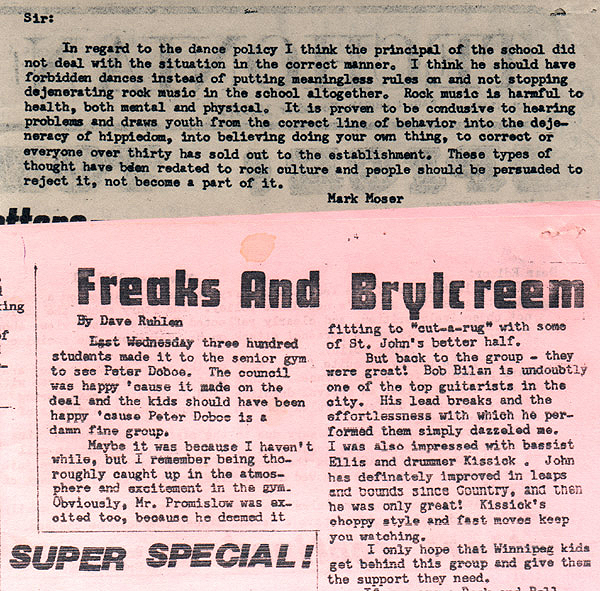 Sir:
In regard to the dance policy I think the principal of the school did
not deal with the situation in the correct manner. I think he should have
forbidden dances instead of putting meaningless rules on and not stopping
dejenerating rock music in the school altogether. Rock music is harmful to
health, both mental and physical. It is proven to be condusive to hearing
problems and draws youth from the correct line of behavior into the deje-
neracy of hippiedom, into believing doing your own thing, to correct or
everyone over thirty has sold out to the establishment. These types of
thought have been redated to rock culture and people should be persuaded to
reject it, not become a part of it.
Mark Moser
Freaks And Brylcreem
By Dave Ruhlen
Last Wednesday three hundred
students made it to the senior gym
to see Peter Doboe. The council
was happy 'cause it made on the
deal and the kids should have been
happy 'cause Peter Doboe is a
damn fine group.
Maybe it was because I haven't
while, but I remember being tho-
roughly caught up in the atmos-
phere and excitement in the gym.
Obviously, Mr. Promislow was ex-
cited too, because he deemed it
SUPER SPECIAL!
fitting to "cut-a-rug" with some
of St. John's better half.
But back to the group - they
were great! Bob Bilan is undoubtly
one of the top guitarists in the
city. His lead breaks and the
effortlessness with which he per-
formed them simply dazzeled me.
I was also impressed with bassist
Ellis and drummer Kissick . John
has definately improved in leaps
and bounds since Country, and then
he was only great! Kissick's
choppy style and fast moves keep
you watching.
I only hope that Winnipeg kids
get behind this group and give them
the support they need.